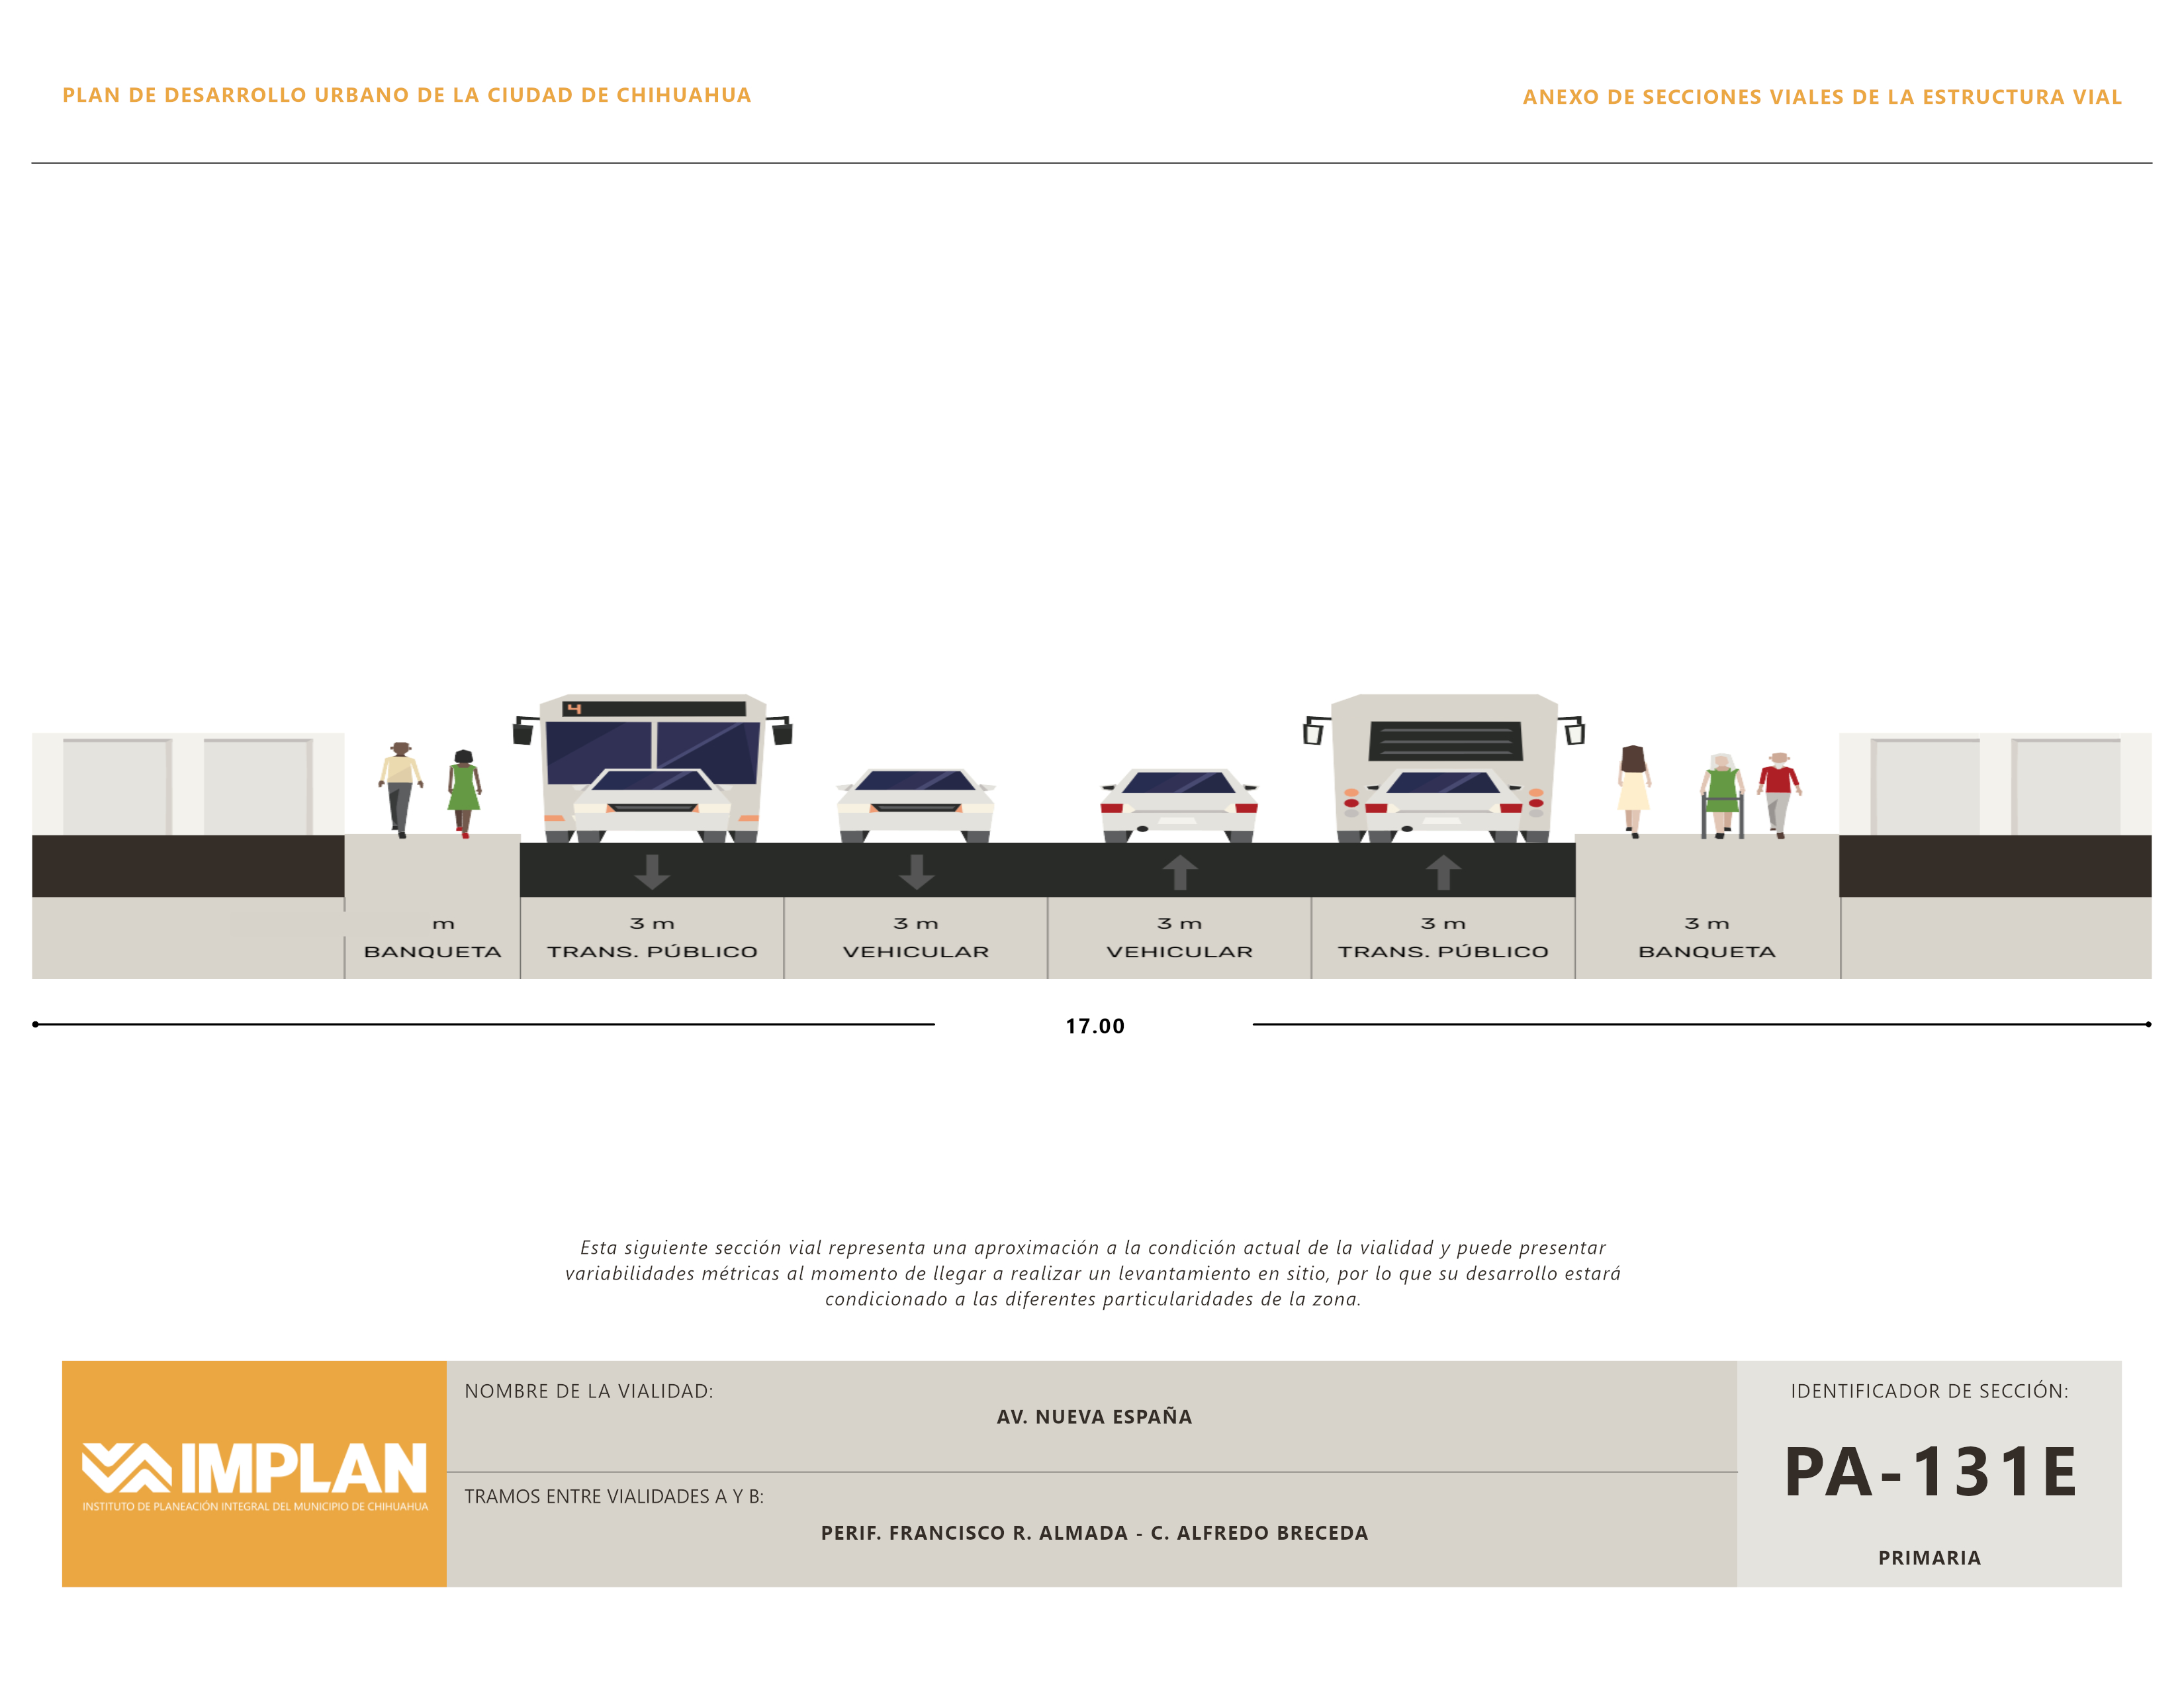 PLAN DE DESARROLLO URBANO DE LA CIUDAD DE CHIHUAHUA
ANEXO DE SECCIONES VIALES DE LA ESTRUCTURA VIAL
4
m
BANQUETA
3 m
TRANS. PÚBLICO
3 m
VEHICULAR
3 m
VEHICULAR
3 m
TRANS. PÚBLICO
3 m
BANQUETA
17.00
Esta siguiente sección vial representa una aproximación a la condición actual de la vialidad y puede presentar
variabilidades métricas al momento de llegar a realizar un levantamiento en sitio, por lo que su desarrollo estará
condicionado a las diferentes particularidades de la zona.
IMPLAN
INSTITUTO DE PLANEACIÓN INTEGRAL DEL MUNICIPIO DE CHIHUAHUA
NOMBRE DE LA VIALIDAD:
AV. NUEVA ESPAÑA
TRAMOS ENTRE VIALIDADES A Y B:
PERIF. FRANCISCO R. ALMADA - C. ALFREDO BRECEDA
IDENTIFICADOR DE SECCIÓN:
PA-131E
PRIMARIA